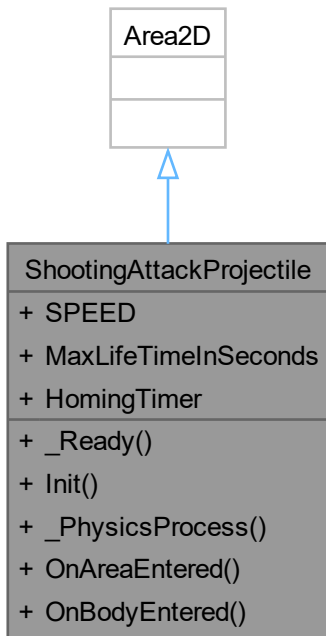 Area2D
ShootingAttackProjectile
+ SPEED
+ MaxLifeTimeInSeconds
+ HomingTimer
+ _Ready()
+ Init()
+ _PhysicsProcess()
+ OnAreaEntered()
+ OnBodyEntered()